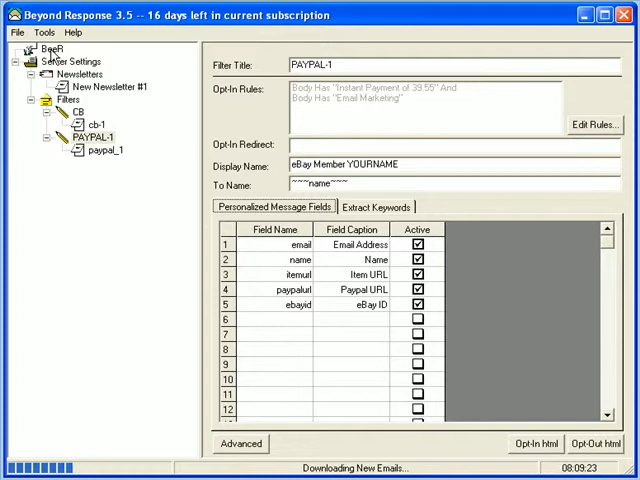 Beyond Response 3.5 -- 16 days left in current subscription
File Tools Help
BeeR
Server Settings
Newsletters
New Newsletter #1
Filters
CB
cb-1
PAYPAL-1
paypal_1
Filter Title: PAYPAL-1
Opt-In Rules: Body Has "Instant Payment of 39.55" And
Body Has "Email Marketing"
Edit Rules...
Opt-In Redirect:
Display Name: eBay Member YOURNAME
To Name: ~~~name~~~
Personalized Message Fields Extract Keywords
Field Name Field Caption Active
1 email Email Address
2 name Name
3 itemurl Item URL
4 paypalurl Paypal URL
5 ebayid eBay ID
6
7
8
9
10
11
12
Advanced Opt-In html Opt-Out html
Downloading New Emails... 08:09:23